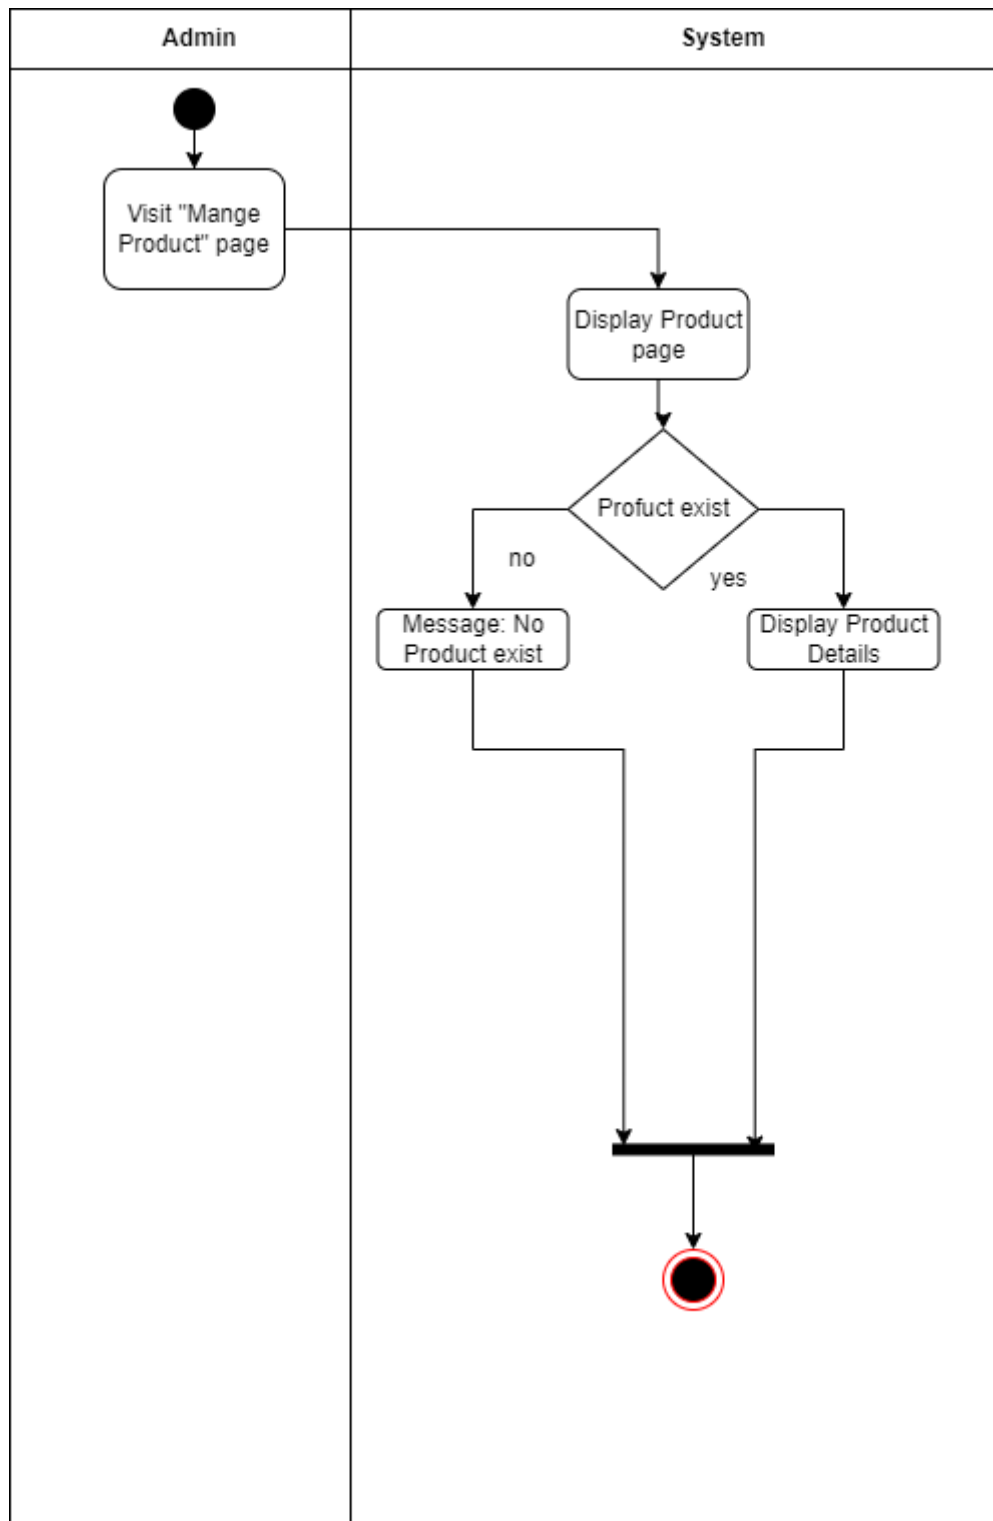 Admin
System
Visit "Mange
Product" page
Display Product
page
Profuct exist
no
yes
Message: No
Product exist
Display Product
Details